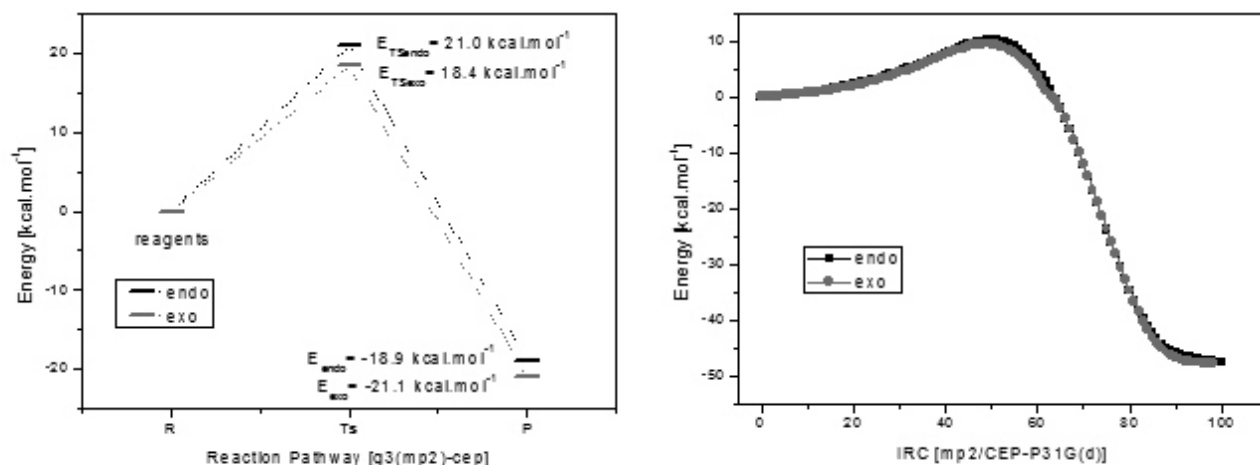 E_TSendo = 21.0 kcal.mol⁻¹
E_TSexo = 18.4 kcal.mol⁻¹
20
10
0
-10
-20
Energy [kcal.mol⁻¹]
reagents
endo
exo
E_endo = -18.9 kcal.mol⁻¹
E_exo = -21.1 kcal.mol⁻¹
R
Ts
P
Reaction Pathway [g3(mp2)-cep]
10
0
-10
-20
-30
-40
-50
Energy [kcal.mol⁻¹]
endo
exo
0
20
40
60
80
100
IRC [mp2/CEP-P31G(d)]